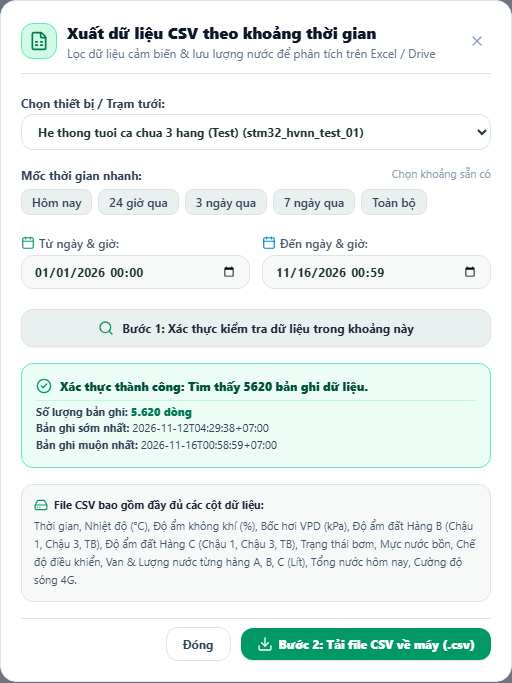 Xuất dữ liệu CSV theo khoảng thời gian
Lọc dữ liệu cảm biến & lưu lượng nước để phân tích trên Excel / Drive
Chọn thiết bị / Trạm tưới:
He thong tuoi ca chua 3 hang (Test) (stm32_hvnn_test_01)
Mốc thời gian nhanh:
Chọn khoảng sẵn có
Hôm nay
24 giờ qua
3 ngày qua
7 ngày qua
Toàn bộ
Từ ngày & giờ:
Đến ngày & giờ:
01/01/2026 00:00
11/16/2026 00:59
Bước 1: Xác thực kiểm tra dữ liệu trong khoảng này
Xác thực thành công: Tìm thấy 5620 bản ghi dữ liệu.
Số lượng bản ghi: 5.620 dòng
Bản ghi sớm nhất: 2026-11-12T04:29:38+07:00
Bản ghi muộn nhất: 2026-11-16T00:58:59+07:00
File CSV bao gồm đầy đủ các cột dữ liệu:
Thời gian, Nhiệt độ (°C), Độ ẩm không khí (%), Bốc hơi VPD (kPa), Độ ẩm đất Hàng B (Chậu
1, Chậu 3, TB), Độ ẩm đất Hàng C (Chậu 1, Chậu 3, TB), Trạng thái bơm, Mực nước bồn, Chế
độ điều khiển, Van & Lượng nước từng hàng A, B, C (Lít), Tổng nước hôm nay, Cường độ
sóng 4G.
Đóng
Bước 2: Tải file CSV về máy (.csv)